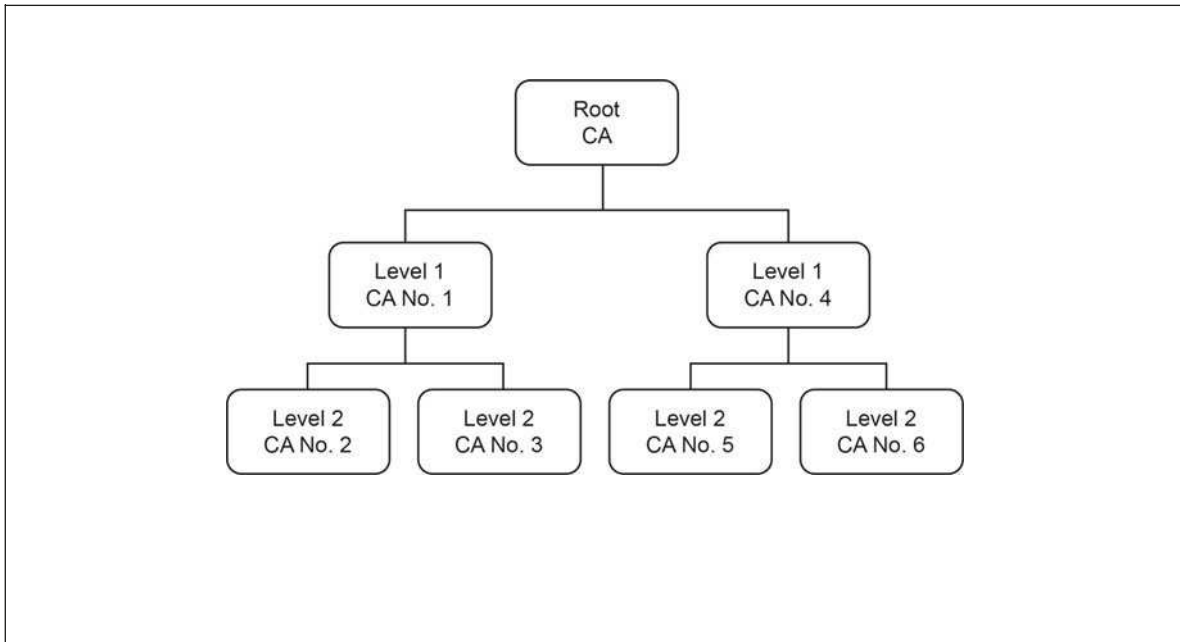 Root
CA
Level 1
CA No. 1
Level 1
CA No. 4
Level 2
CA No. 2
Level 2
CA No. 3
Level 2
CA No. 5
Level 2
CA No. 6